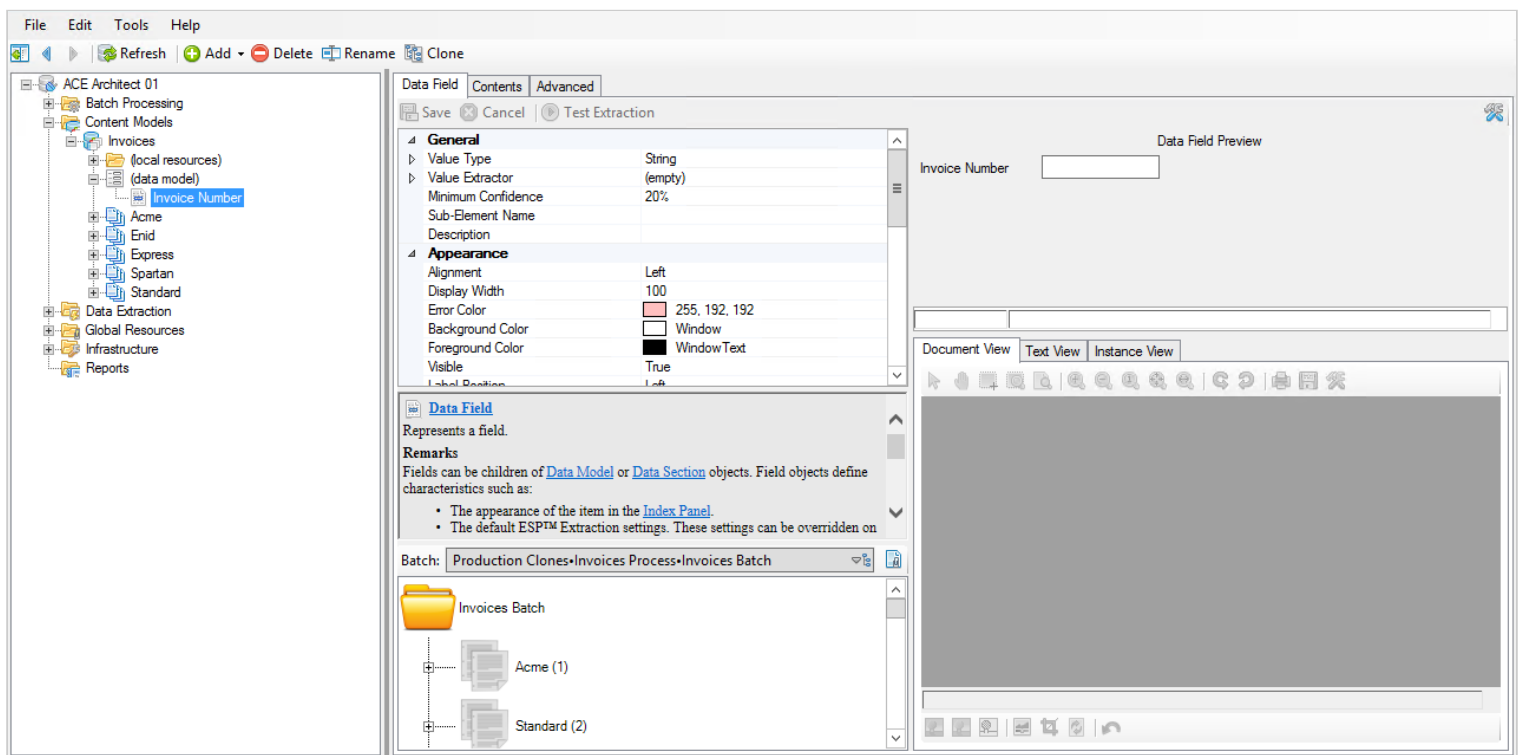 File Edit Tools Help
Refresh Add Delete Rename Clone
ACE Architect 01
Batch Processing
Content Models
Invoices
(local resources)
(data model)
Invoice Number
Acme
Enid
Express
Spartan
Standard
Data Extraction
Global Resources
Infrastructure
Reports
Data Field Contents Advanced
Save Cancel Test Extraction
General
Value Type String
Value Extractor (empty)
Minimum Confidence 20%
Sub-Element Name
Description
Appearance
Alignment Left
Display Width 100
Error Color 255, 192, 192
Background Color Window
Foreground Color WindowText
Visible True
Label Position Left
Data Field
Represents a field.
Remarks
Fields can be children of Data Model or Data Section objects. Field objects define
characteristics such as:
• The appearance of the item in the Index Panel.
• The default ESP™ Extraction settings. These settings can be overridden on
Batch: Production Clones•Invoices Process•Invoices Batch
Invoices Batch
Acme (1)
Standard (2)
Data Field Preview
Invoice Number
Document View Text View Instance View